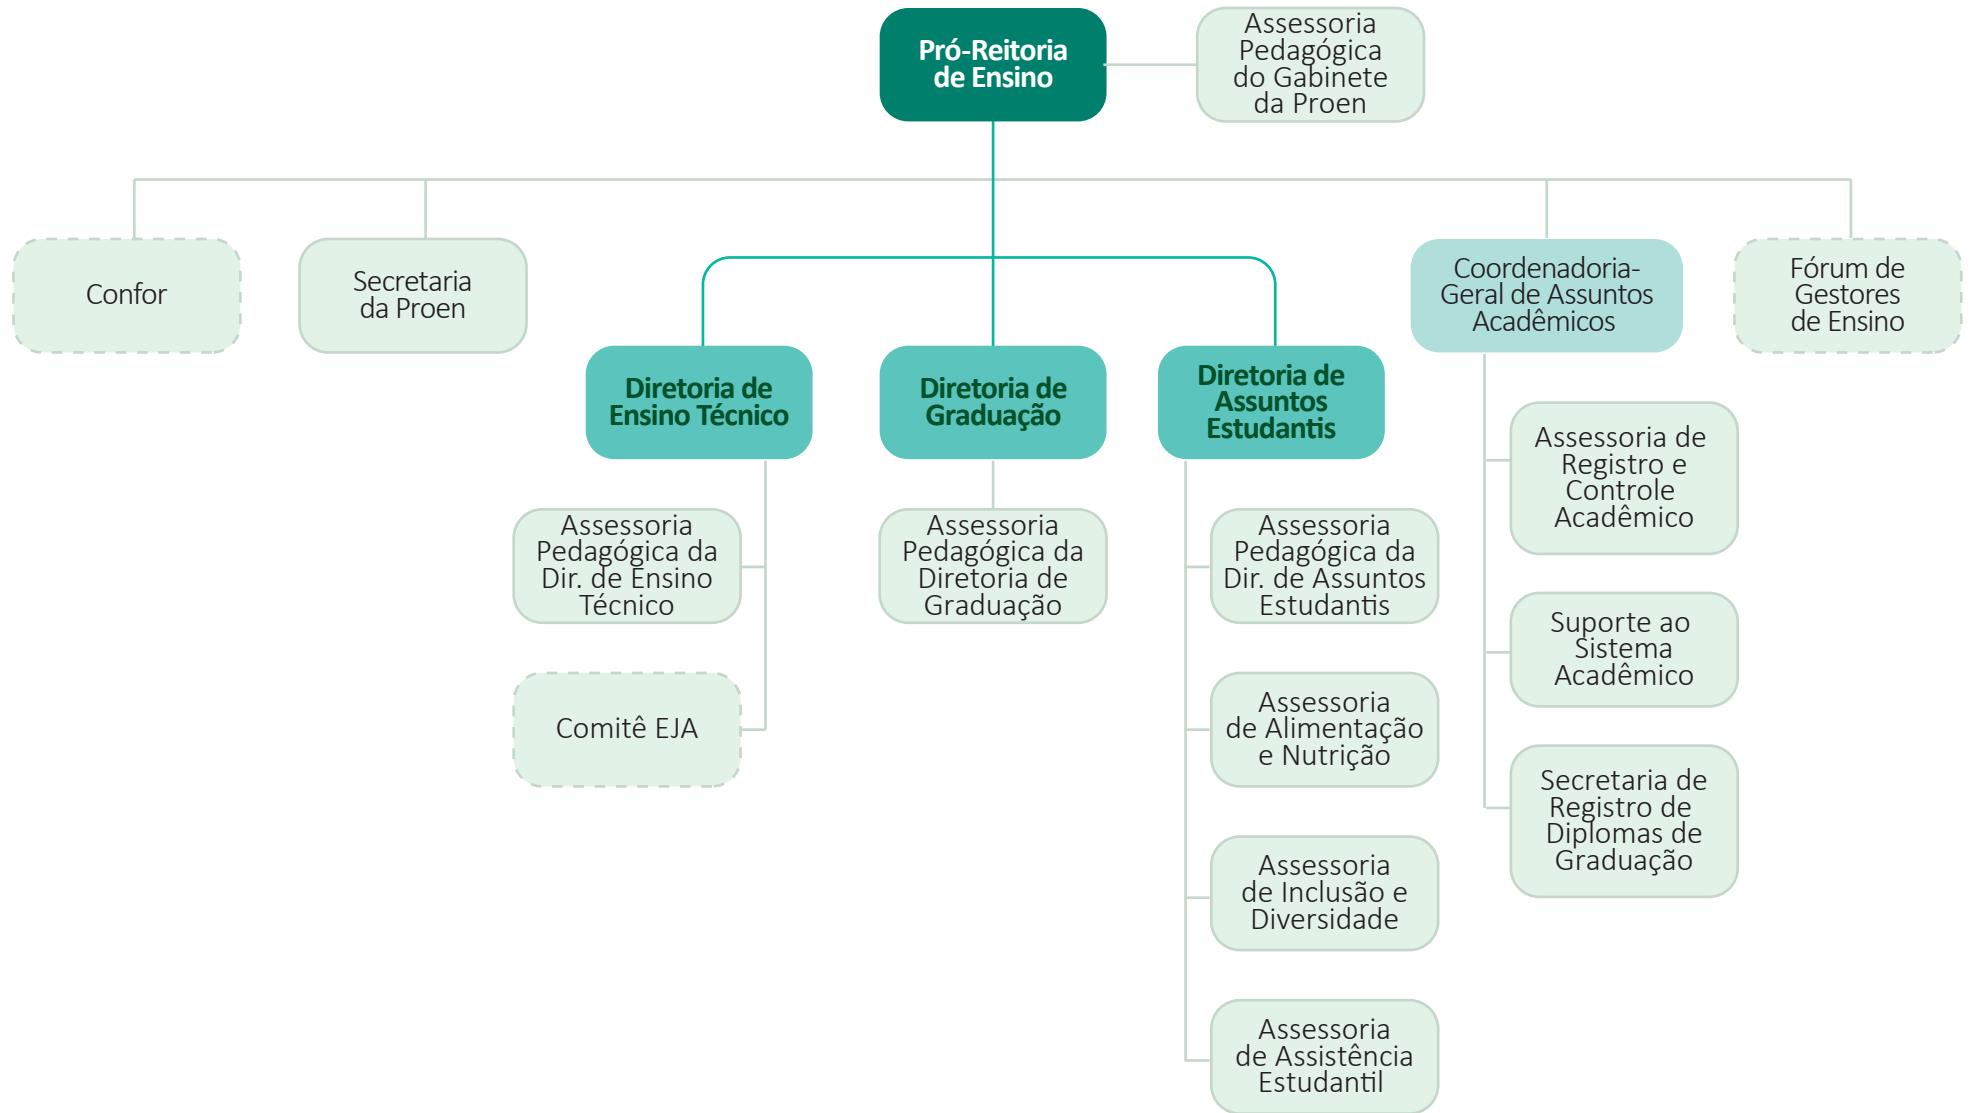 Pró-Reitoria
de Ensino
Assessoria
Pedagógica
do Gabinete
da Proen
Confor
Secretaria
da Proen
Coordenadoria-
Geral de Assuntos
Acadêmicos
Fórum de
Gestores
de Ensino
Diretoria de
Ensino Técnico
Diretoria de
Graduação
Diretoria de
Assuntos
Estudantis
Assessoria
Pedagógica da
Dir. de Ensino
Técnico
Comitê EJA
Assessoria
Pedagógica da
Diretoria de
Graduação
Assessoria
Pedagógica da
Dir. de Assuntos
Estudantis
Assessoria
de Alimentação
e Nutrição
Assessoria
de Inclusão e
Diversidade
Assessoria
de Assistência
Estudantil
Assessoria de
Registro e
Controle
Acadêmico
Suporte ao
Sistema
Acadêmico
Secretaria de
Registro de
Diplomas de
Graduação